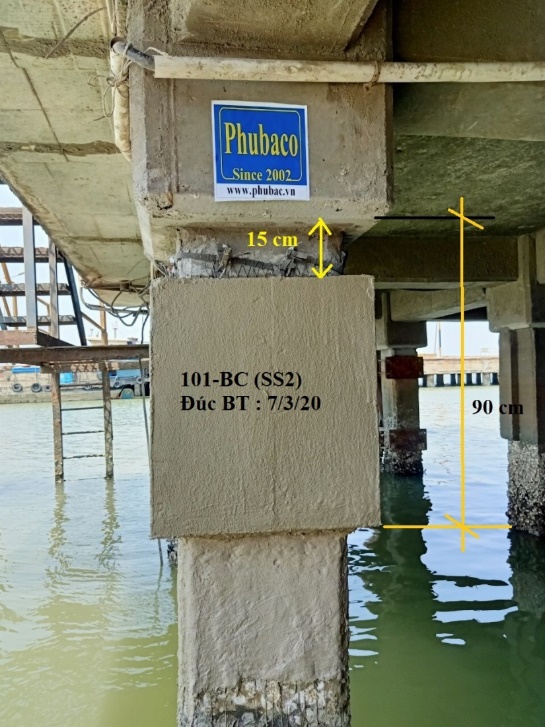 Phubaco
Since 2002
www.phubac.vn
15 cm
101-BC (SS2)
Đúc BT : 7/3/20
90 cm